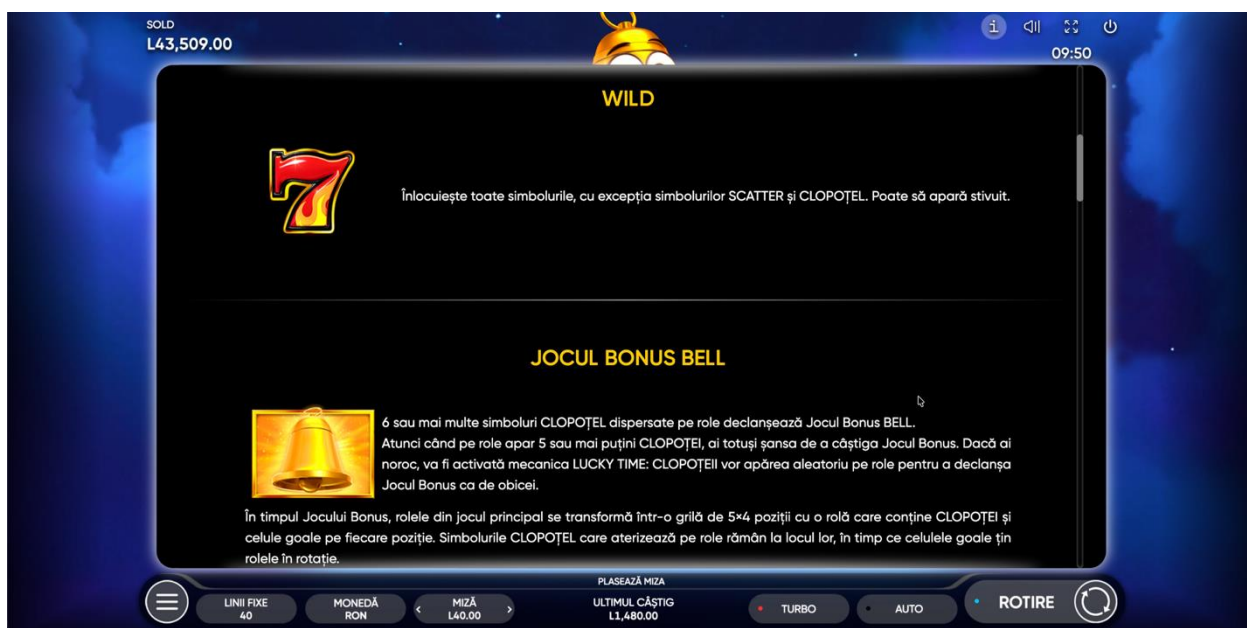 SOLD
L43,509.00
i
09:50
WILD
7
Înlocuiește toate simbolurile, cu excepția simbolurilor SCATTER și CLOPOȚEL. Poate să apară stivuit.
JOCUL BONUS BELL
6 sau mai multe simboluri CLOPOȚEL dispersate pe role declanșează Jocul Bonus BELL.
Atunci când pe role apar 5 sau mai puțini CLOPOȚEI, ai totuși șansa de a câștiga Jocul Bonus. Dacă ai
noroc, va fi activată mecanica LUCKY TIME: CLOPOȚEII vor apărea aleatoriu pe role pentru a declanșa
Jocul Bonus ca de obicei.
În timpul Jocului Bonus, rolele din jocul principal se transformă într-o grilă de 5×4 poziții cu o rolă care conține CLOPOȚEI și
celule goale pe fiecare poziție. Simbolurile CLOPOȚEL care aterizează pe role rămân la locul lor, în timp ce celulele goale țin
rolele în rotație.
PLASEAZĂ MIZA
LINII FIXE
40
MONEDĂ
RON
MIZĂ
L40.00
ULTIMUL CÂȘTIG
L1,480.00
TURBO
AUTO
ROTIRE